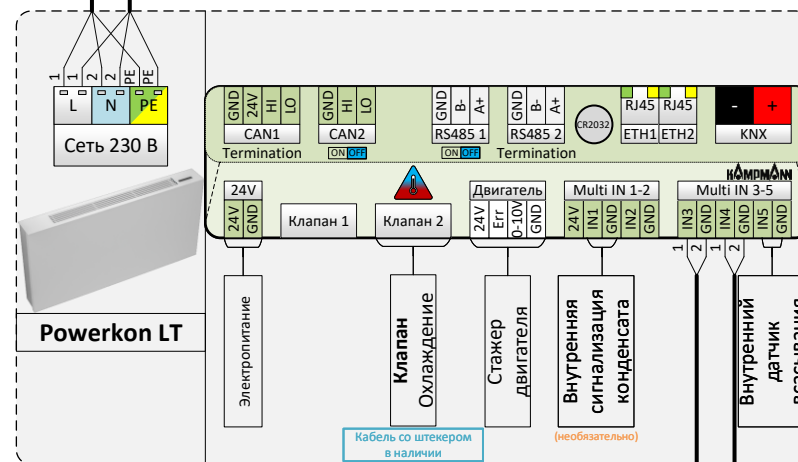 1
1
2
2
PE
PE
L N PE
Сеть 230 В
GND 24V HI LO
GND HI LO
GND B- A+
GND B- A+
CR2032
RJ45 RJ45
- +
CAN1
CAN2
RS485 1
RS485 2
ETH1 ETH2
KNX
Termination
ON OFF
ON OFF
Termination
KAMPMANN
24V
Двигатель
Multi IN 1-2
Multi IN 3-5
24V GND
Клапан 1
Клапан 2
24V Err 0-10V GND
24V IN1 GND IN2 GND
IN3 GND IN4 GND IN5 GND
1 2 1 2
Powerkon LT
Электропитание
Клапан
Охлаждение
Стажер
двигателя
Внутренняя
сигнализация
конденсата
Внутренний
датчик
всасывания
Кабель со штекером
в наличии
(необязательно)